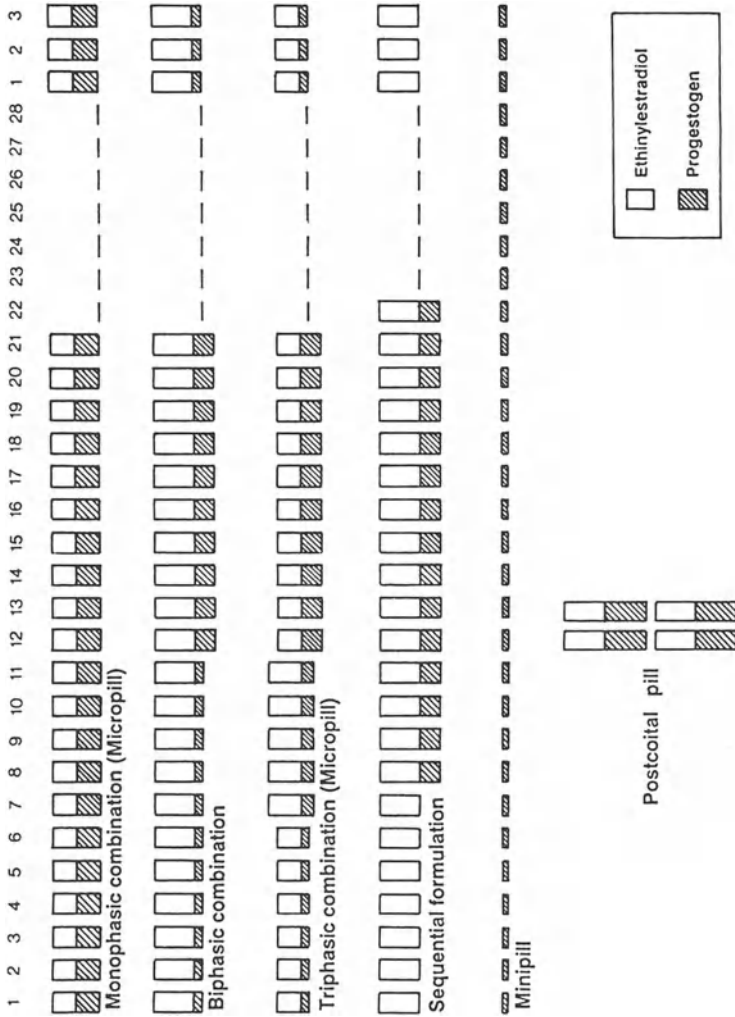 1 2 3 4 5 6 7 8 9 10 11 12 13 14 15 16 17 18 19 20 21 22 23 24 25 26 27 28 1 2 3
Monophasic combination (Micropill)
Biphasic combination
Triphasic combination (Micropill)
Sequential formulation
Minipill
Postcoital pill
Ethinylestradiol
Progestogen